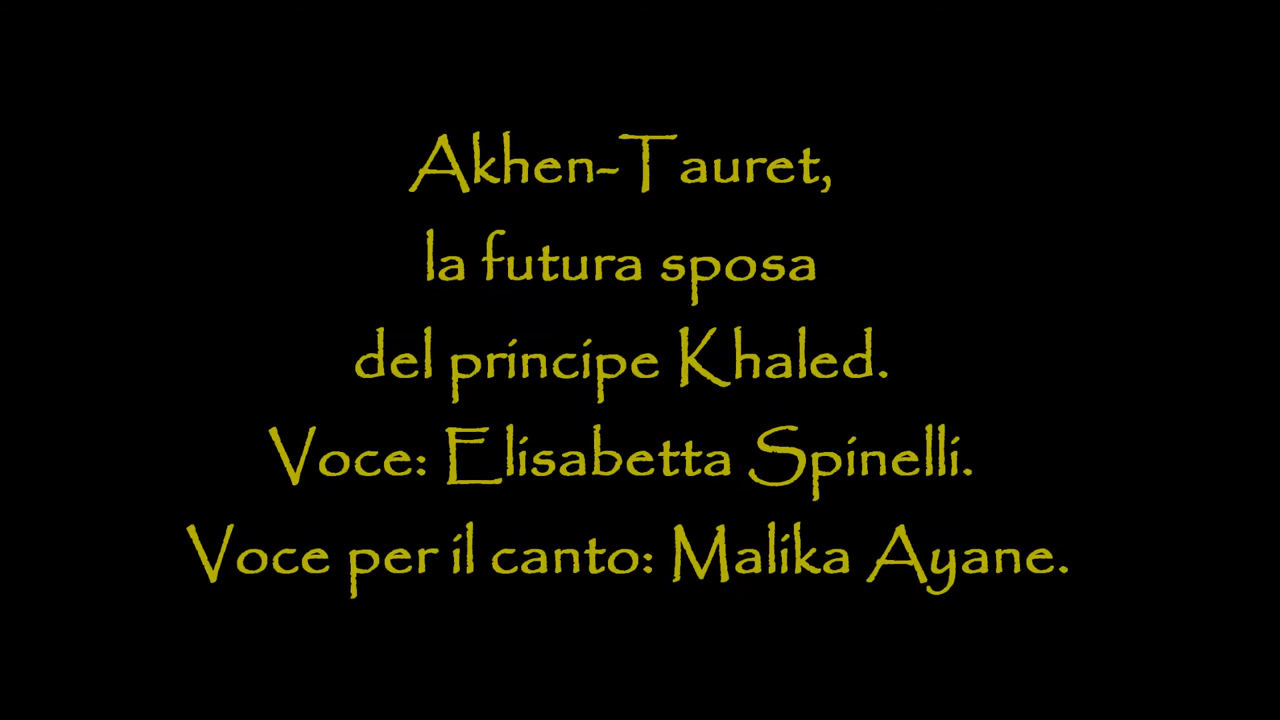 Akhen-Tauret,
la futura sposa
del principe Khaled.
Voce: Elisabetta Spinelli.
Voce per il canto: Malika Ayane.